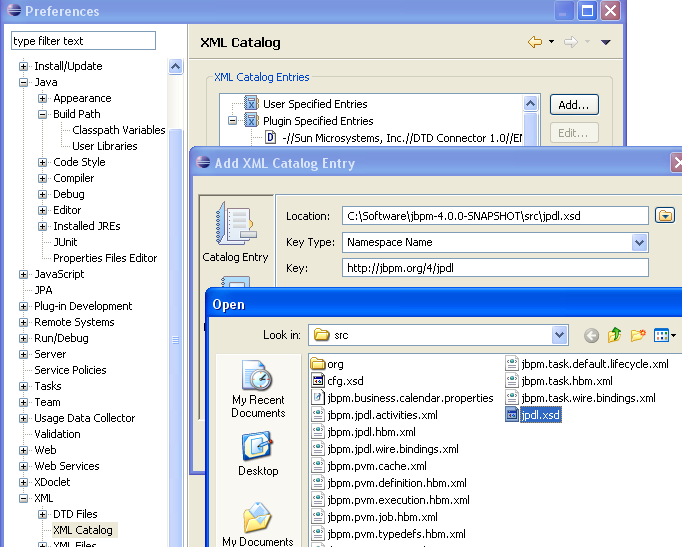 Preferences
type filter text
Install/Update
Java
Appearance
Build Path
Classpath Variables
User Libraries
Code Style
Compiler
Debug
Editor
Installed JREs
JUnit
Properties Files Editor
JavaScript
JPA
Plug-in Development
Remote Systems
Run/Debug
Server
Service Policies
Tasks
Team
Usage Data Collector
Validation
Web
Web Services
XDoclet
XML
DTD Files
XML Catalog
XML Files
XML Catalog
XML Catalog Entries
User Specified Entries
Plugin Specified Entries
-//Sun Microsystems, Inc.//DTD Connector 1.0//EN
Add...
Edit...
Add XML Catalog Entry
Catalog Entry
Location:
C:\Software\jbpm-4.0.0-SNAPSHOT\src\jpdl.xsd
Key Type:
Namespace Name
Key:
http://jbpm.org/4/jpdl
Open
Look in:
src
My Recent
Documents
Desktop
My Documents
org
cfg.xsd
jbpm.business.calendar.properties
jbpm.jpdl.activities.xml
jbpm.jpdl.hbm.xml
jbpm.jpdl.wire.bindings.xml
jbpm.pvm.cache.xml
jbpm.pvm.definition.hbm.xml
jbpm.pvm.execution.hbm.xml
jbpm.pvm.job.hbm.xml
jbpm.pvm.typedefs.hbm.xml
jbpm.task.default.lifecycle.xml
jbpm.task.hbm.xml
jbpm.task.wire.bindings.xml
jpdl.xsd